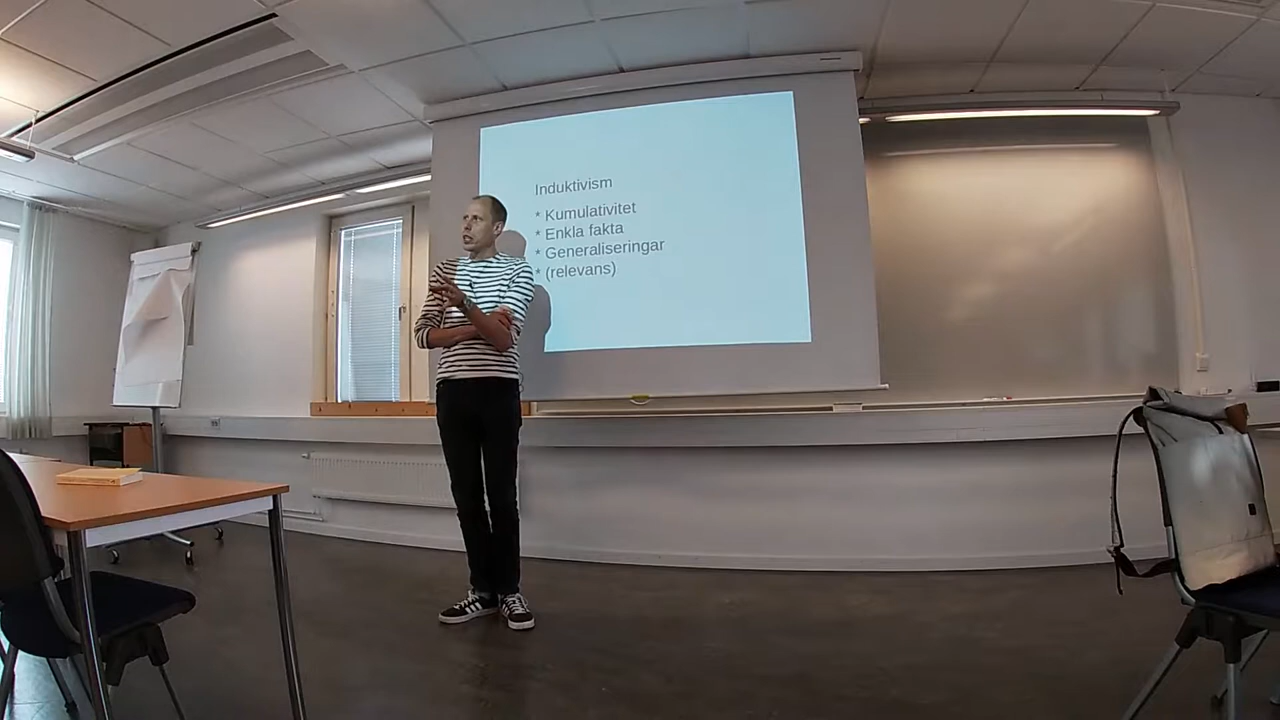 Induktivism
* Kumulativitet
* Enkla fakta
* Generaliseringar
* (relevans)